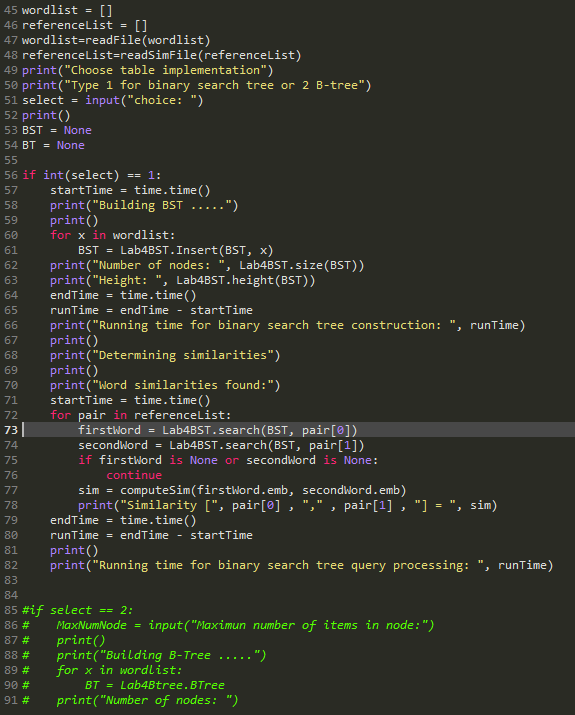 45 wordlist = []
46 referenceList = []
47 wordlist=readFile(wordlist)
48 referenceList=readSimFile(referenceList)
49 print("Choose table implementation")
50 print("Type 1 for binary search tree or 2 B-tree")
51 select = input("choice: ")
52 print()
53 BST = None
54 BT = None
55
56 if int(select) == 1:
57     startTime = time.time()
58     print("Building BST .....")
59     print()
60     for x in wordlist:
61         BST = Lab4BST.Insert(BST, x)
62     print("Number of nodes: ", Lab4BST.size(BST))
63     print("Height: ", Lab4BST.height(BST))
64     endTime = time.time()
65     runTime = endTime - startTime
66     print("Running time for binary search tree construction: ", runTime)
67     print()
68     print("Determining similarities")
69     print()
70     print("Word similarities found:")
71     startTime = time.time()
72     for pair in referenceList:
73         firstWord = Lab4BST.search(BST, pair[0])
74         secondWord = Lab4BST.search(BST, pair[1])
75         if firstWord is None or secondWord is None:
76             continue
77         sim = computeSim(firstWord.emb, secondWord.emb)
78         print("Similarity [", pair[0] , "," , pair[1] , "] = ", sim)
79     endTime = time.time()
80     runTime = endTime - startTime
81     print()
82     print("Running time for binary search tree query processing: ", runTime)
83
84
85 #if select == 2:
86 #    MaxNumNode = input("Maximun number of items in node:")
87 #    print()
88 #    print("Building B-Tree .....")
89 #    for x in wordlist:
90 #        BT = Lab4Btree.BTree
91 #    print("Number of nodes: ")